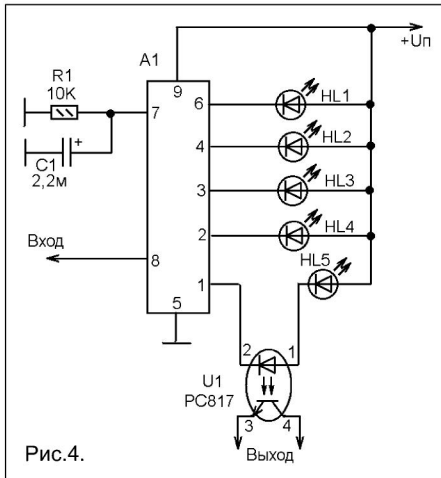 +Uп
A1
R1
10K
9
7
6
HL1
+
C1
2,2м
4
HL2
3
HL3
2
HL4
Вход
8
1
HL5
5
2
1
U1
PC817
3
4
Выход
Рис.4.